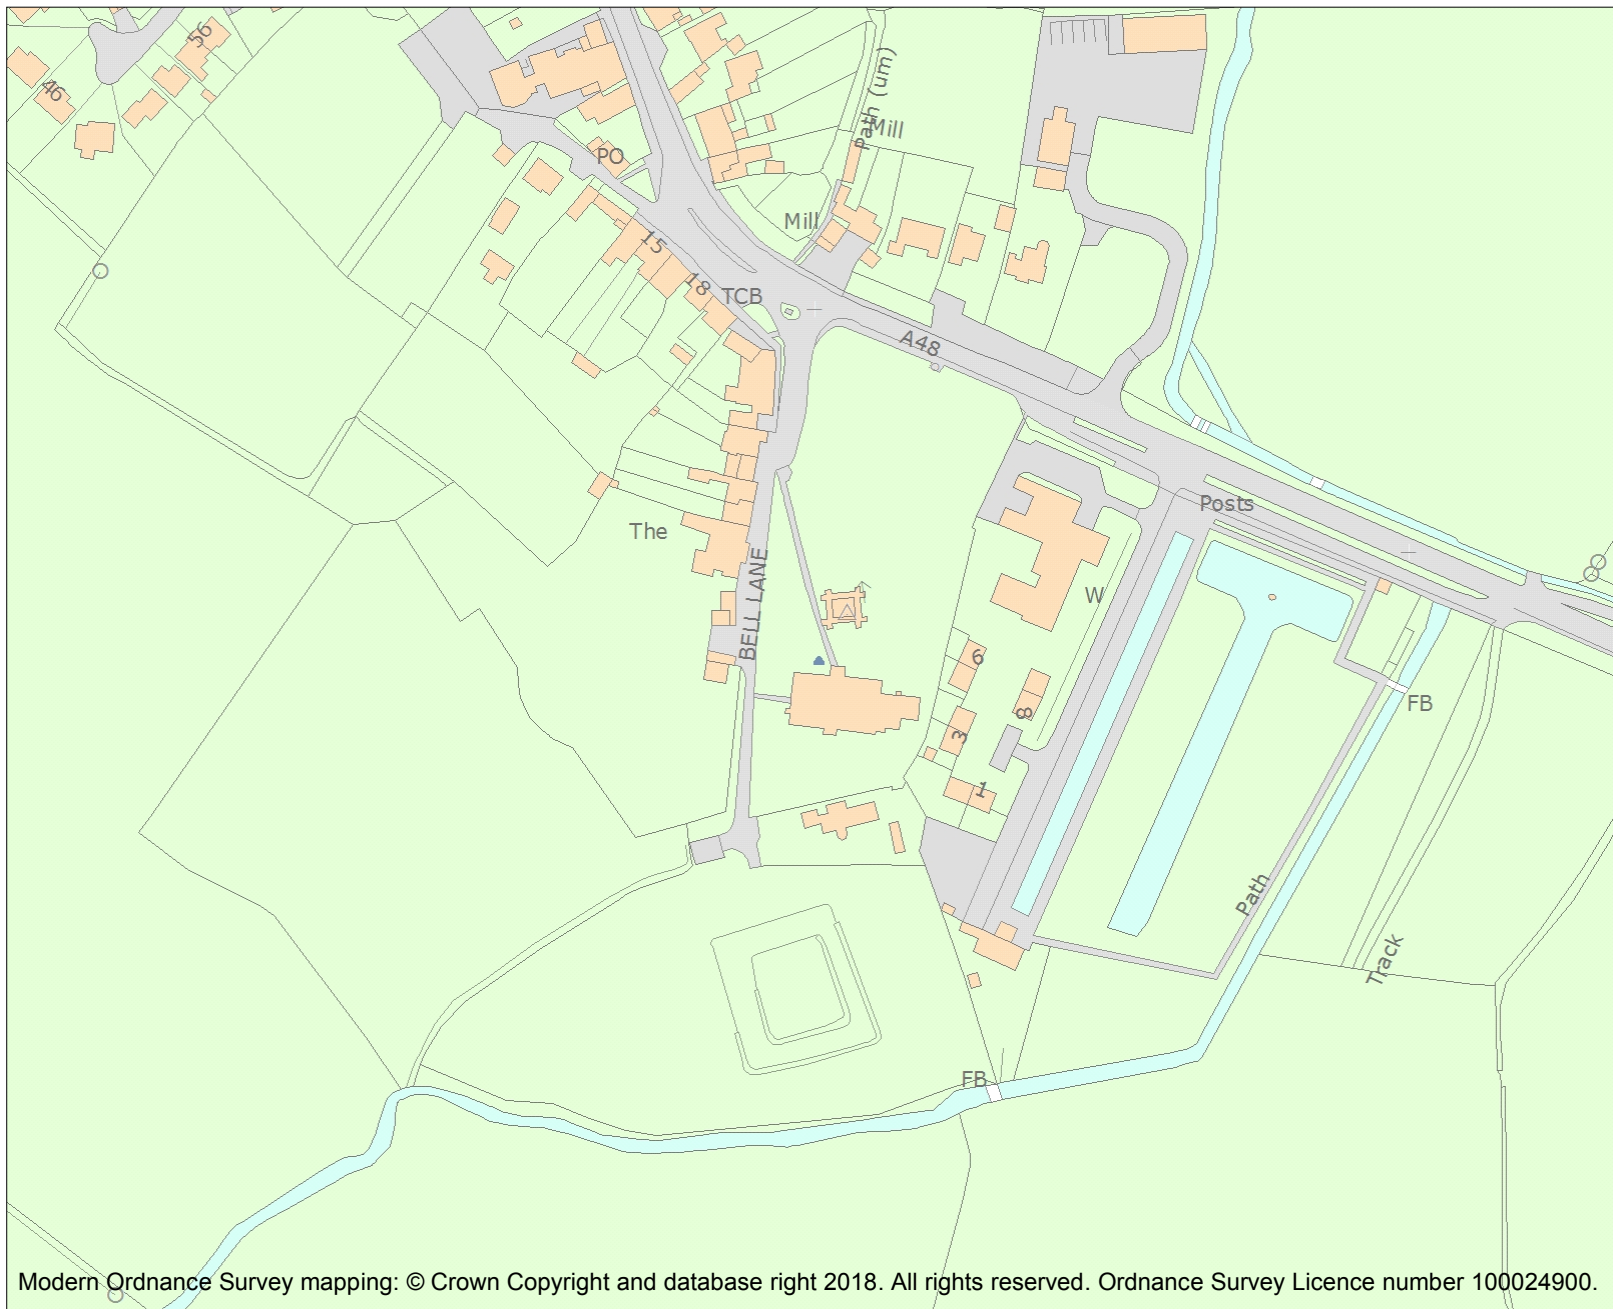 56
46
Path (um)
Mill
PO
Mill
15
18
TCB
A48
Posts
The
BELL LANE
W
6
8
3
1
FB
Path
Track
FB
Modern Ordnance Survey mapping: © Crown Copyright and database right 2018. All rights reserved. Ordnance Survey Licence number 100024900.